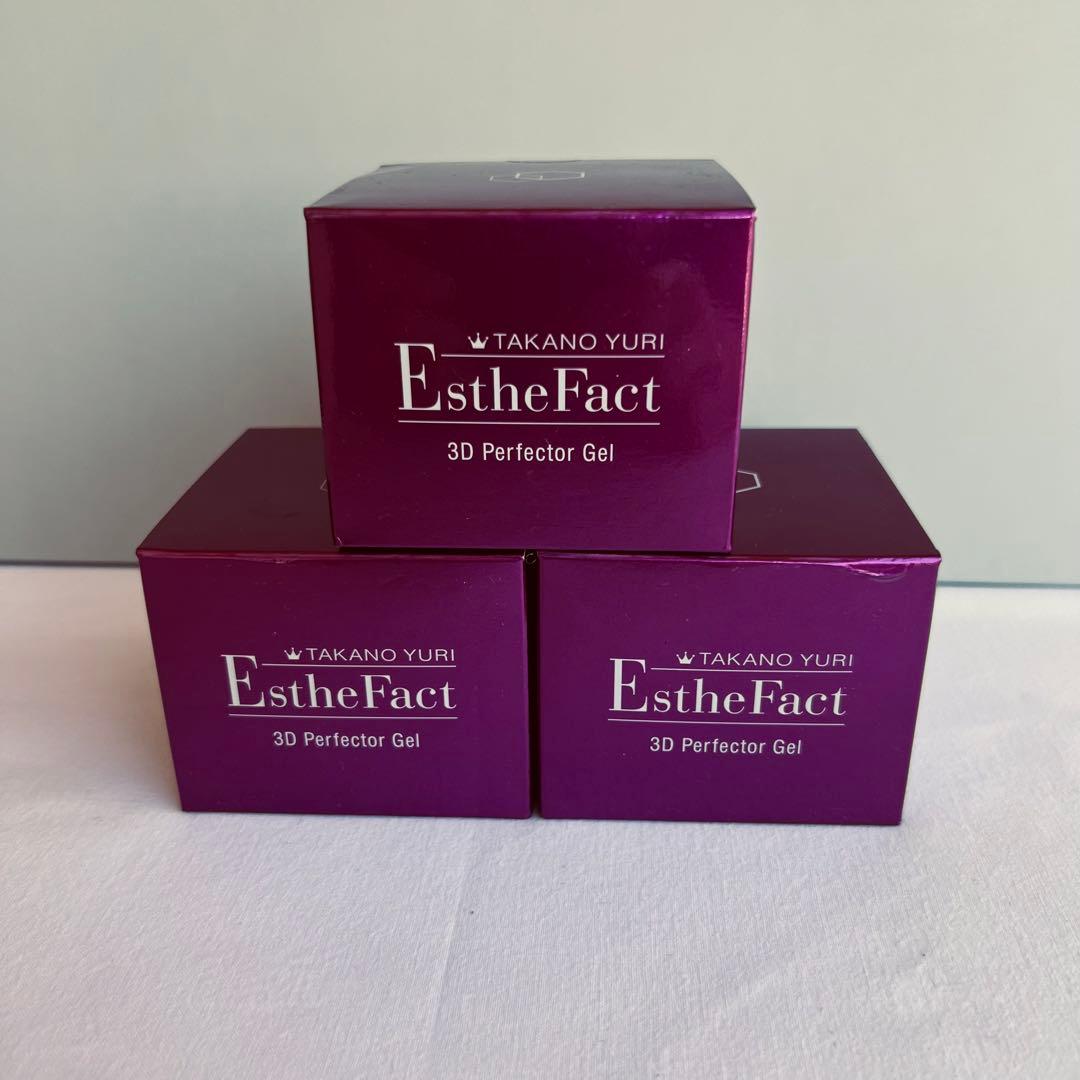 TAKANO YURI
EstheFact
3D Perfector Gel
TAKANO YURI
EstheFact
3D Perfector Gel
TAKANO YURI
EstheFact
3D Perfector Gel